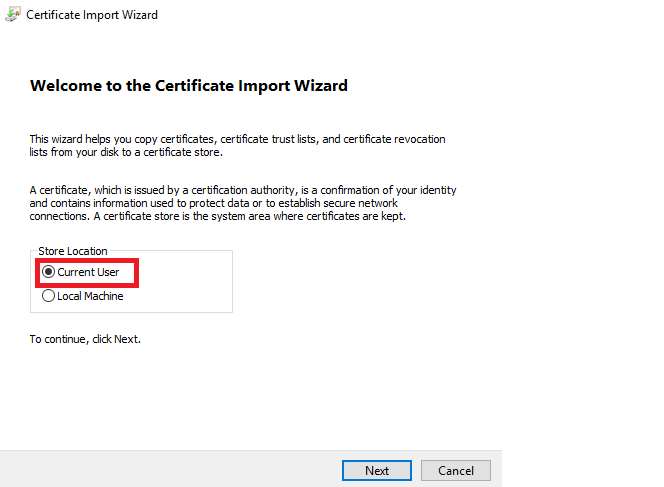 Certificate Import Wizard
Welcome to the Certificate Import Wizard
This wizard helps you copy certificates, certificate trust lists, and certificate revocation
lists from your disk to a certificate store.
A certificate, which is issued by a certification authority, is a confirmation of your identity
and contains information used to protect data or to establish secure network
connections. A certificate store is the system area where certificates are kept.
Store Location
Current User
Local Machine
To continue, click Next.
Next
Cancel